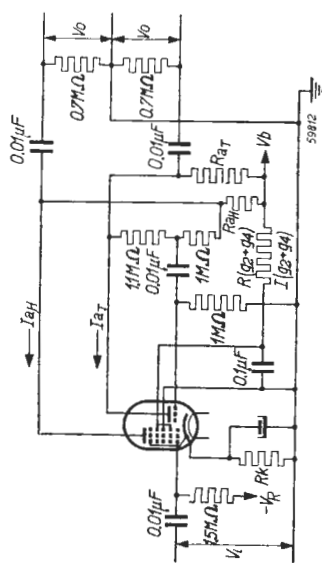 IaH
IaT
0.01µF
Vo
Vo
0.7MΩ
0.7MΩ
0.01µF
RaT
RaH
1.1MΩ
0.01µF
1MΩ
1MΩ
R(g2+g4)
I(g2+g4)
Vb
0.1µF
0.01µF
1.5MΩ
-VR
Rk
Vi
59812